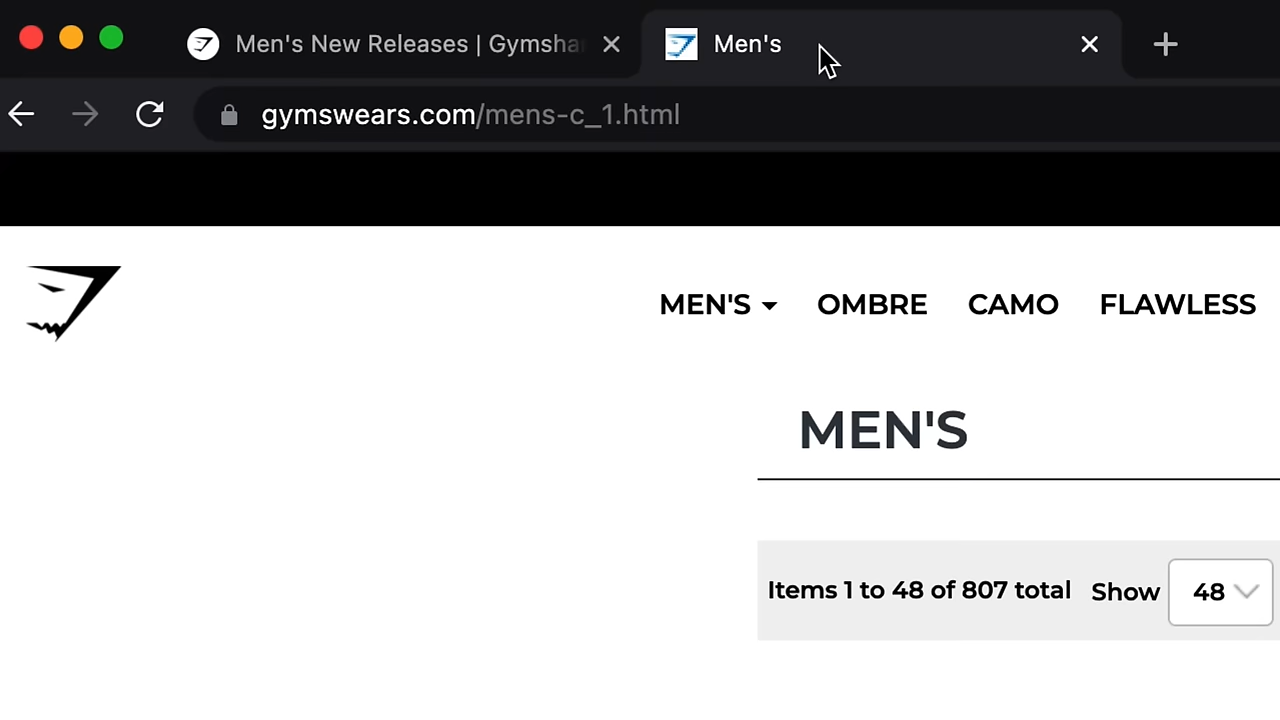 Men's New Releases | Gymsha
Men's
gymswears.com/mens-c_1.html
MEN'S OMBRE CAMO FLAWLESS
MEN'S
Items 1 to 48 of 807 total Show 48